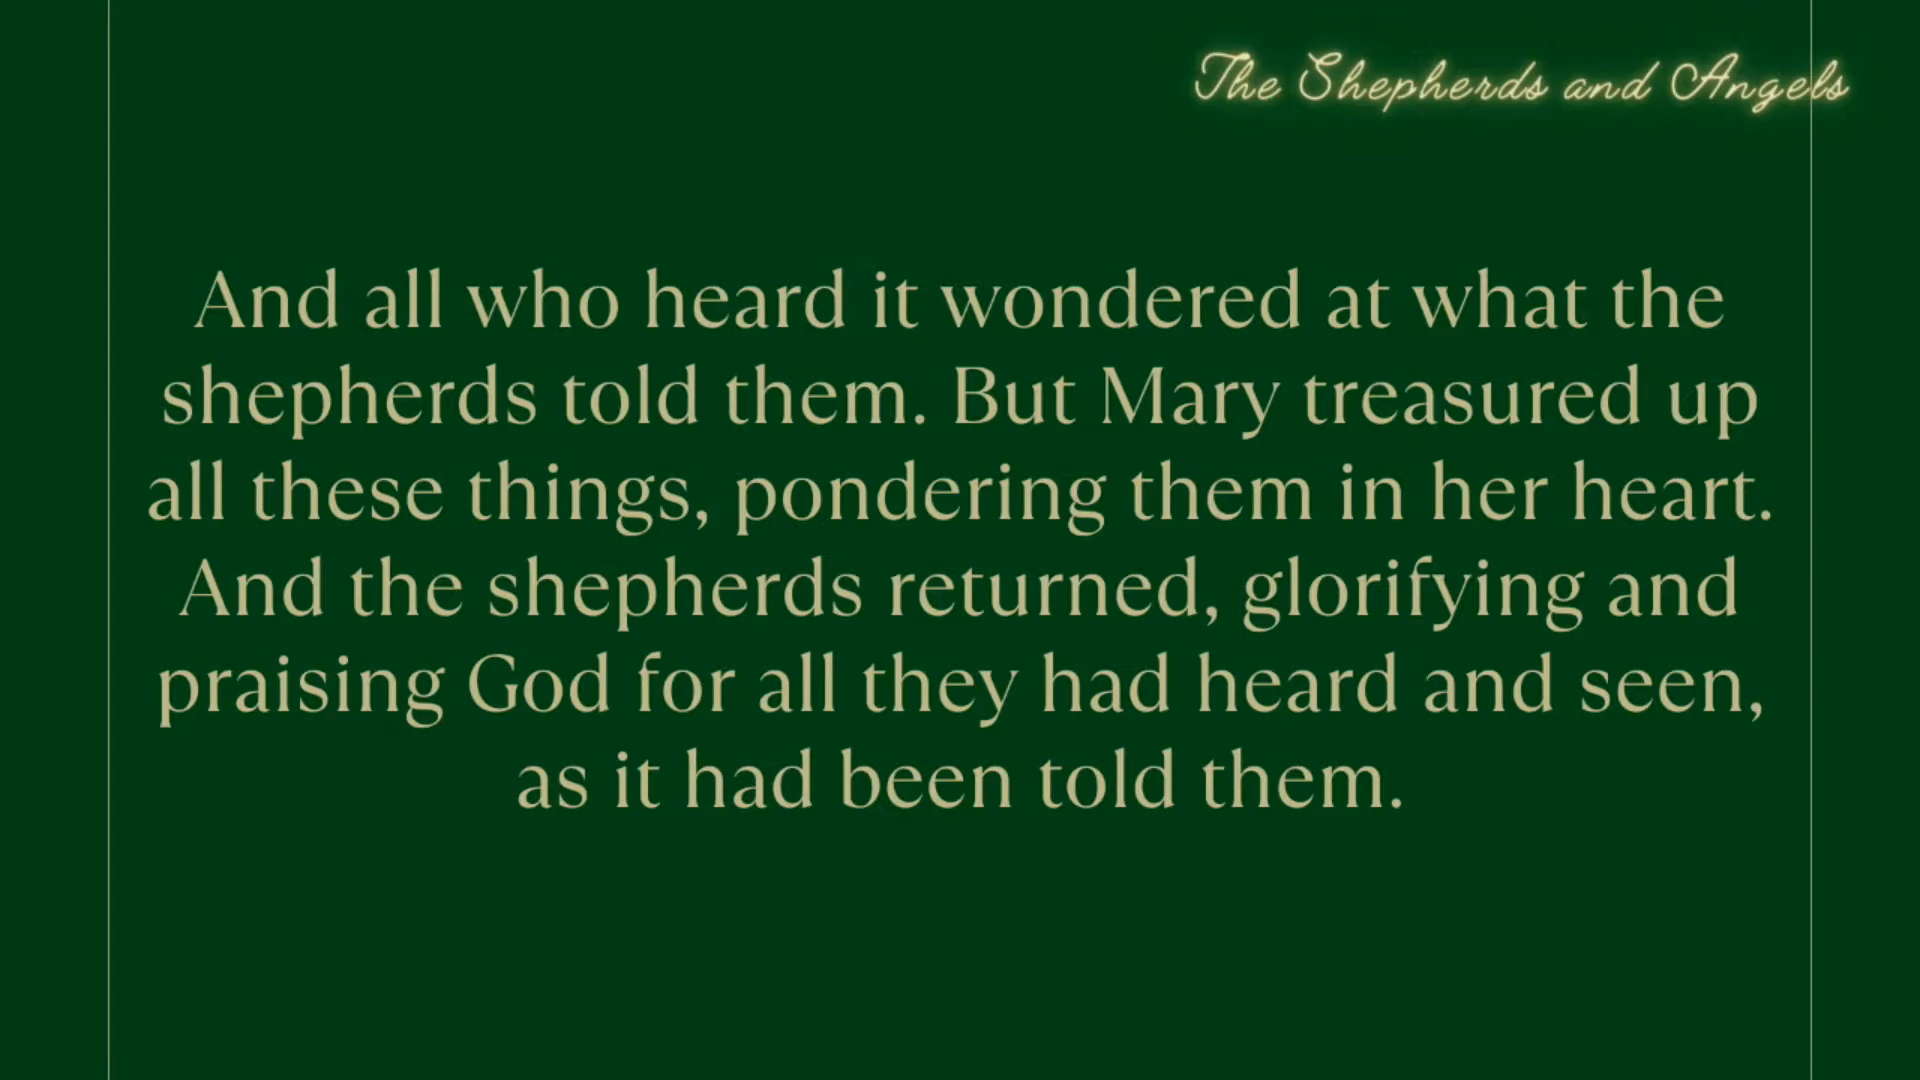 The Shepherds and Angels
And all who heard it wondered at what the
shepherds told them. But Mary treasured up
all these things, pondering them in her heart.
And the shepherds returned, glorifying and
praising God for all they had heard and seen,
as it had been told them.